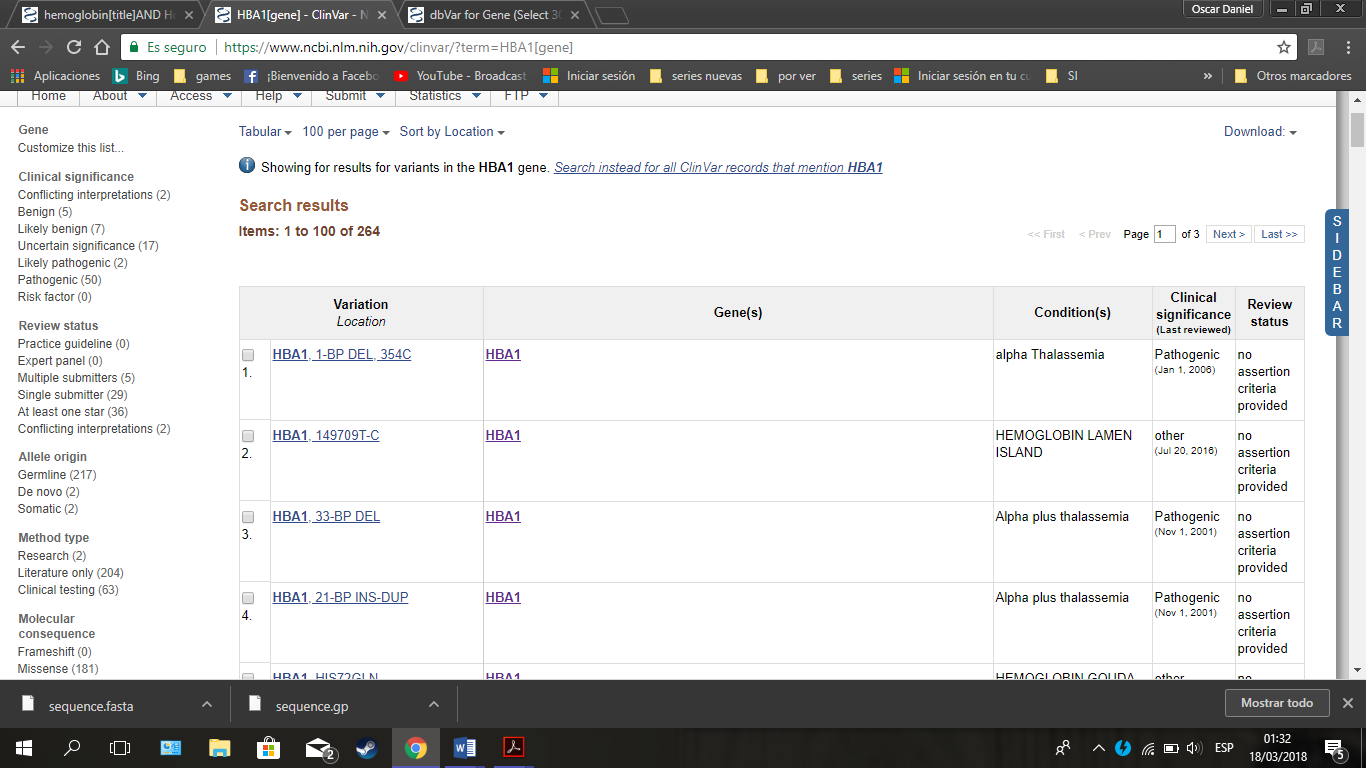 hemoglobin[title]AND He
HBA1[gene] - ClinVar - N
dbVar for Gene (Select 30
Oscar Daniel
Es seguro
https://www.ncbi.nlm.nih.gov/clinvar/?term=HBA1[gene]
Aplicaciones
Bing
games
¡Bienvenido a Facebo
YouTube - Broadcast
Iniciar sesión
series nuevas
por ver
series
Iniciar sesión en tu cu
SI
»
Otros marcadores
Home About Access Help Submit Statistics FTP
Gene
Customize this list...
Clinical significance
Conflicting interpretations (2)
Benign (5)
Likely benign (7)
Uncertain significance (17)
Likely pathogenic (2)
Pathogenic (50)
Risk factor (0)
Review status
Practice guideline (0)
Expert panel (0)
Multiple submitters (5)
Single submitter (29)
At least one star (36)
Conflicting interpretations (2)
Allele origin
Germline (217)
De novo (2)
Somatic (2)
Method type
Research (2)
Literature only (204)
Clinical testing (63)
Molecular
consequence
Frameshift (0)
Missense (181)
Tabular 100 per page Sort by Location
Download:
Showing for results for variants in the HBA1 gene. Search instead for all ClinVar records that mention HBA1
Search results
Items: 1 to 100 of 264
<< First < Prev Page 1 of 3 Next > Last >>
SIDEBAR
Variation
Location
Gene(s)
Condition(s)
Clinical
significance
(Last reviewed)
Review
status
1.
HBA1, 1-BP DEL, 354C
HBA1
alpha Thalassemia
Pathogenic
(Jan 1, 2006)
no
assertion
criteria
provided
2.
HBA1, 149709T-C
HBA1
HEMOGLOBIN LAMEN
ISLAND
other
(Jul 20, 2016)
no
assertion
criteria
provided
3.
HBA1, 33-BP DEL
HBA1
Alpha plus thalassemia
Pathogenic
(Nov 1, 2001)
no
assertion
criteria
provided
4.
HBA1, 21-BP INS-DUP
HBA1
Alpha plus thalassemia
Pathogenic
(Nov 1, 2001)
no
assertion
criteria
provided
HBA1, HIS72GLN
HBA1
HEMOGLOBIN GOUDA
other
no
sequence.fasta
sequence.gp
Mostrar todo
2
ESP
01:32
18/03/2018
5